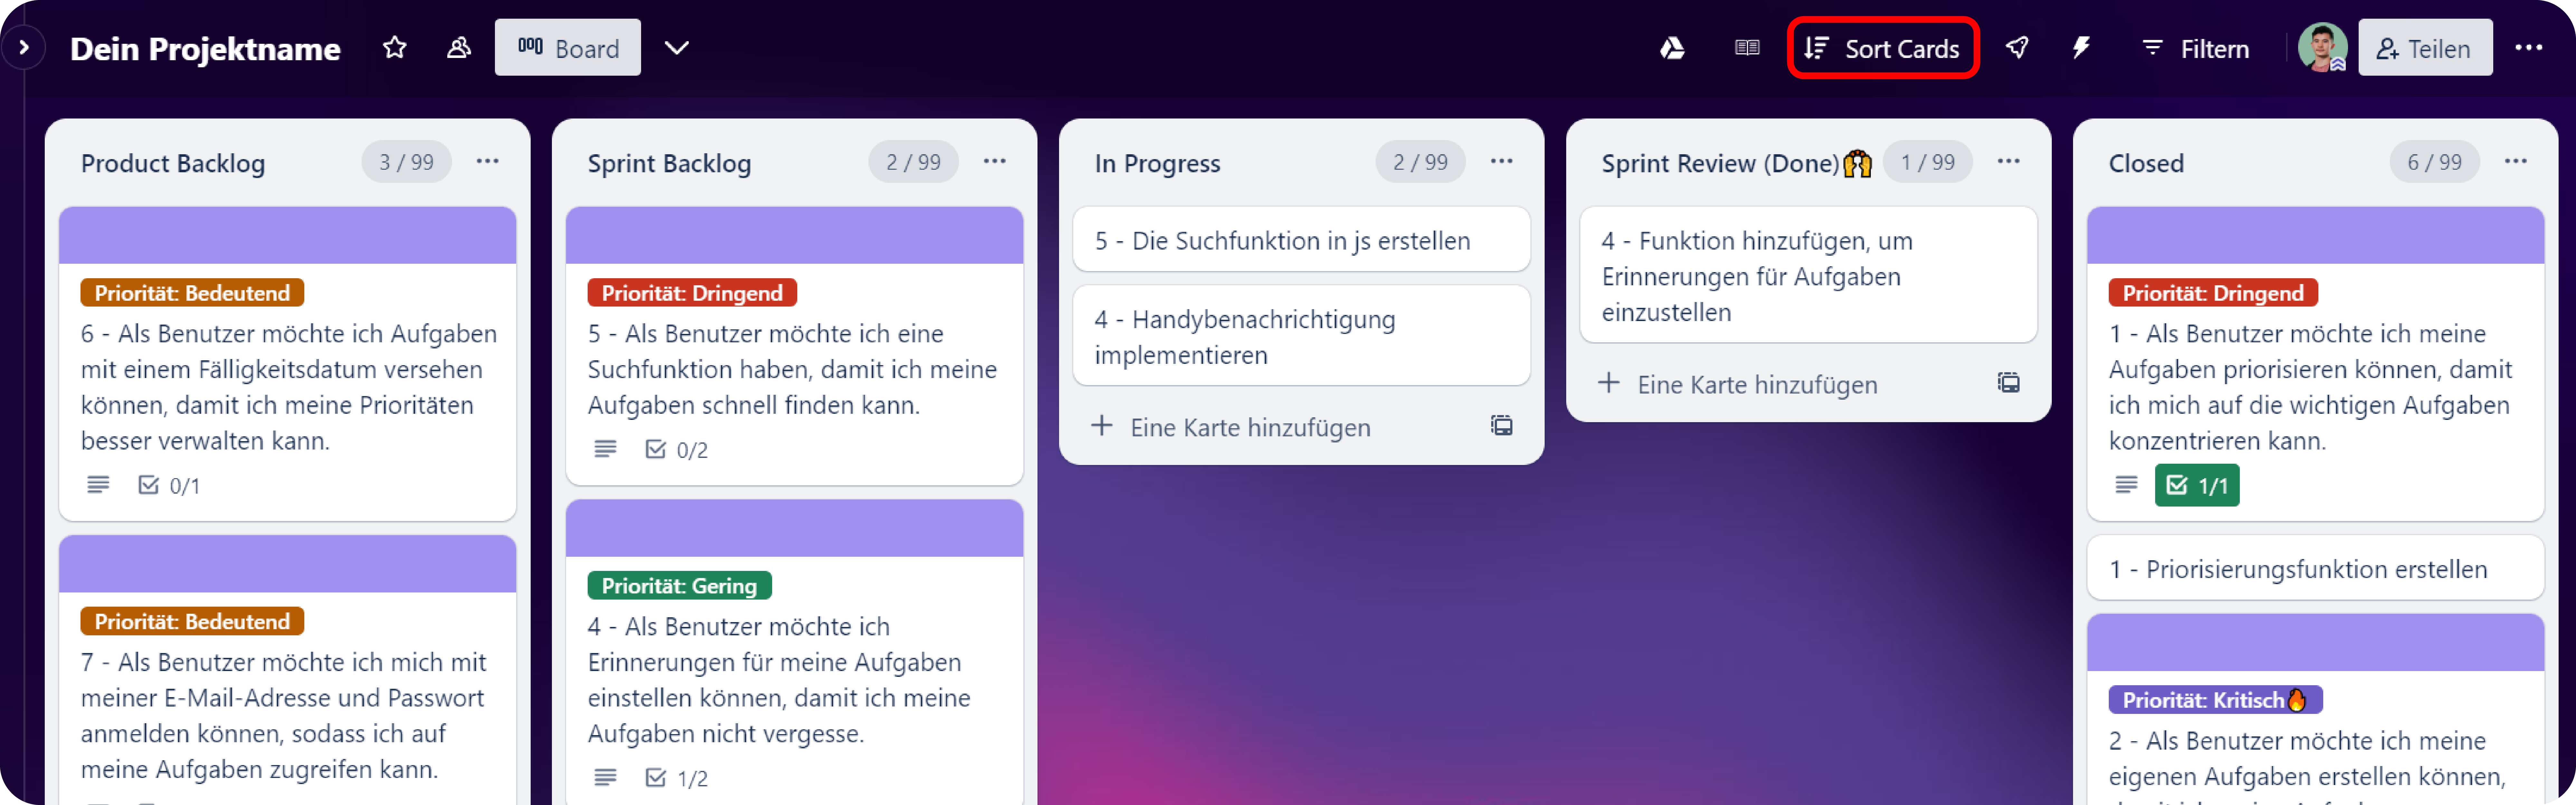 Dein Projektname
Board
Sort Cards
Filtern
Teilen
Product Backlog
3 / 99
Priorität: Bedeutend
6 - Als Benutzer möchte ich Aufgaben
mit einem Fälligkeitsdatum versehen
können, damit ich meine Prioritäten
besser verwalten kann.
0/1
Priorität: Bedeutend
7 - Als Benutzer möchte ich mich mit
meiner E-Mail-Adresse und Passwort
anmelden können, sodass ich auf
meine Aufgaben zugreifen kann.
Sprint Backlog
2 / 99
Priorität: Dringend
5 - Als Benutzer möchte ich eine
Suchfunktion haben, damit ich meine
Aufgaben schnell finden kann.
0/2
Priorität: Gering
4 - Als Benutzer möchte ich
Erinnerungen für meine Aufgaben
einstellen können, damit ich meine
Aufgaben nicht vergesse.
1/2
In Progress
2 / 99
5 - Die Suchfunktion in js erstellen
4 - Handybenachrichtigung
implementieren
Eine Karte hinzufügen
Sprint Review (Done)🙌
1 / 99
4 - Funktion hinzufügen, um
Erinnerungen für Aufgaben
einzustellen
Eine Karte hinzufügen
Closed
6 / 99
Priorität: Dringend
1 - Als Benutzer möchte ich meine
Aufgaben priorisieren können, damit
ich mich auf die wichtigen Aufgaben
konzentrieren kann.
1/1
1 - Priorisierungsfunktion erstellen
Priorität: Kritisch🔥
2 - Als Benutzer möchte ich meine
eigenen Aufgaben erstellen können,